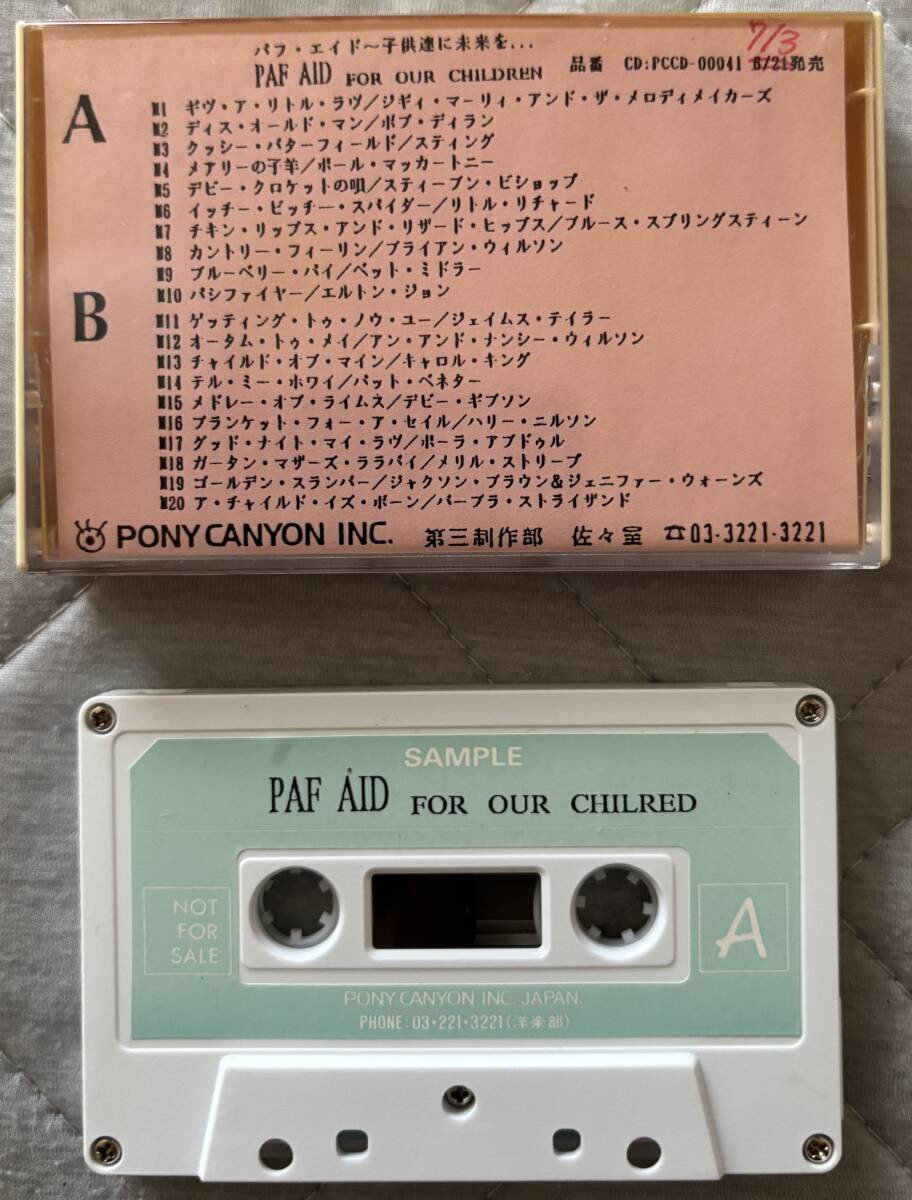 パフ・エイド～子供達に未来を...
PAF AID FOR OUR CHILDREN 品番 CD:PCCD-00041 6/21発売
7/3
A
M1 ギヴ・ア・リトル・ラヴ/ジギィ・マーリィ・アンド・ザ・メロディメイカーズ
M2 ディス・オールド・マン/ボブ・ディラン
M3 クッシー・バターフィールド/スティング
M4 メアリーの子羊/ポール・マッカートニー
M5 デビー・クロケットの唄/スティーブン・ビショップ
M6 イッチー・ビッチー・スパイダー/リトル・リチャード
M7 チキン・リップス・アンド・リザード・ヒップス/ブルース・スプリングスティーン
M8 カントリー・フィーリン/ブライアン・ウィルソン
M9 ブルーベリー・パイ/ベット・ミドラー
M10 パシファイヤー/エルトン・ジョン
B
M11 ゲッティング・トゥ・ノウ・ユー/ジェイムス・テイラー
M12 オータム・トゥ・メイ/アン・アンド・ナンシー・ウィルソン
M13 チャイルド・オブ・マイン/キャロル・キング
M14 テル・ミー・ホワイ/パット・ベネター
M15 メドレー・オブ・ライムス/デビー・ギブソン
M16 ブランケット・フォー・ア・セイル/ハリー・ニルソン
M17 グッド・ナイト・マイ・ラヴ/ポーラ・アブドゥル
M18 ガータン・マザーズ・ララバイ/メリル・ストリープ
M19 ゴールデン・スランバー/ジャクソン・ブラウン&ジェニファー・ウォーンズ
M20 ア・チャイルド・イズ・ボーン/バーブラ・ストライザンド
PONY CANYON INC. 第三制作部 佐々室 ☎03-3221-3221
SAMPLE
PAF AID FOR OUR CHILRED
NOT
FOR
SALE
A
PONY CANYON INC. JAPAN.
PHONE: 03・221・3221(洋楽部)